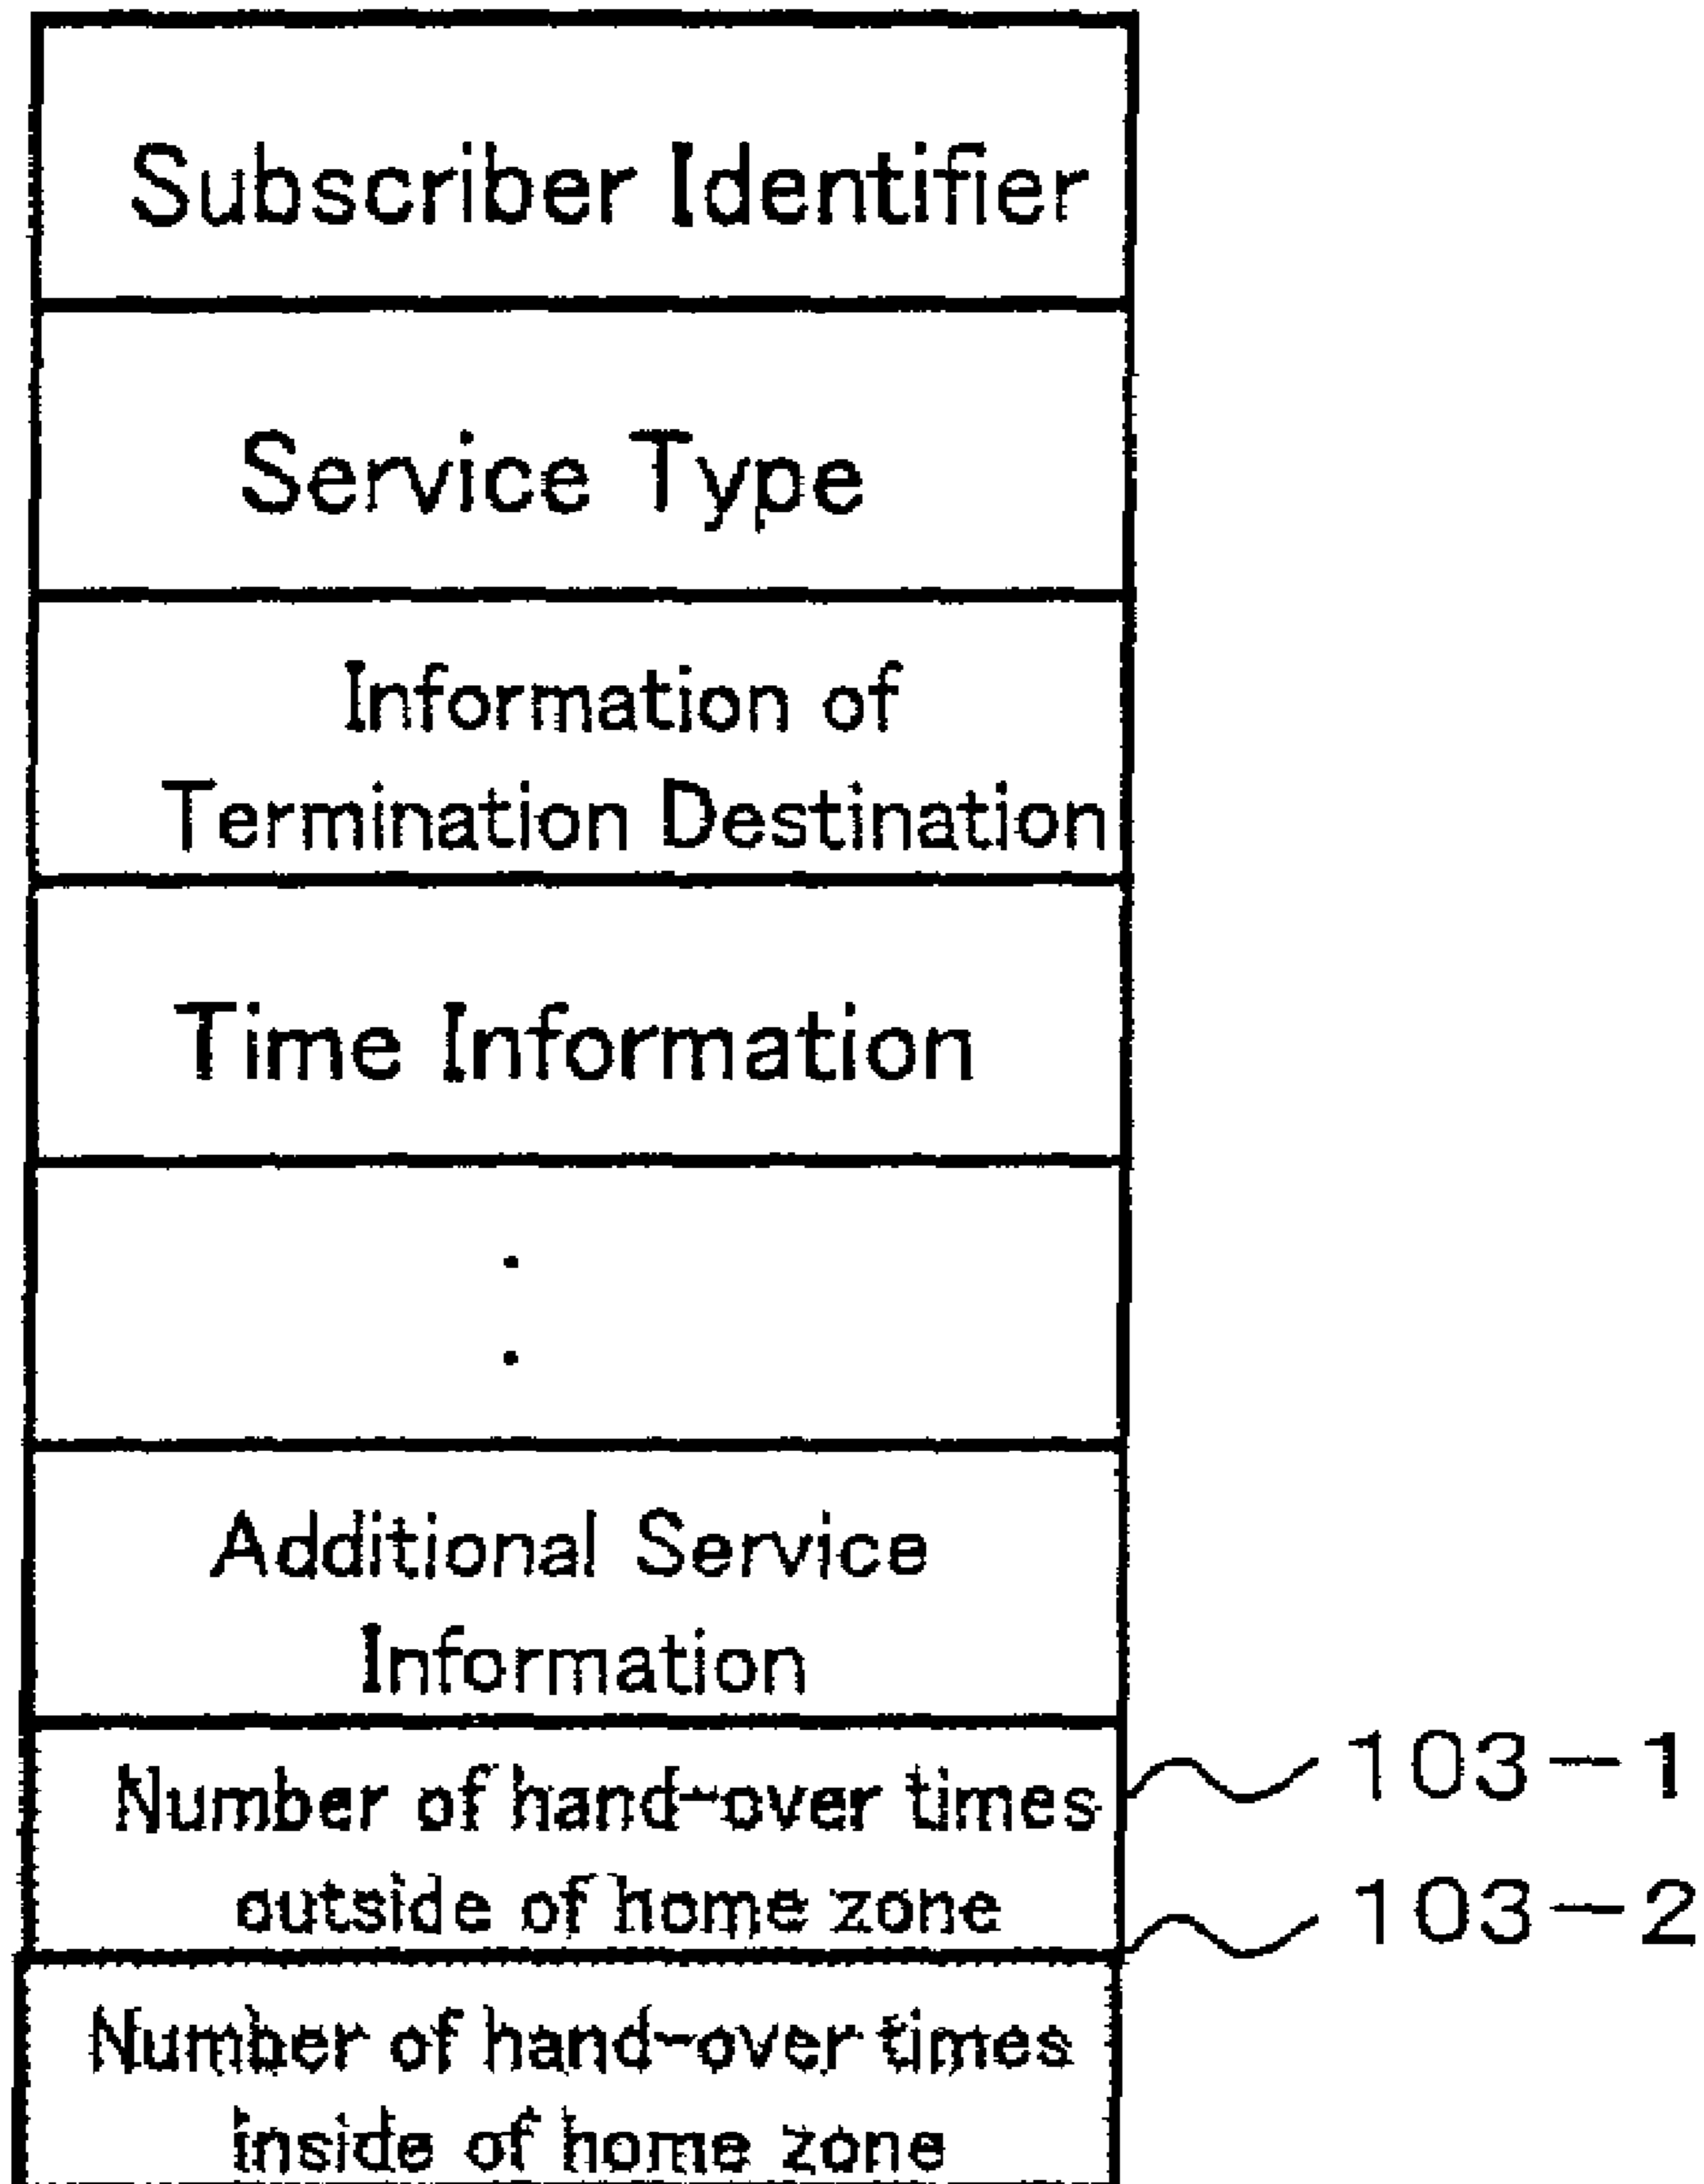 Subscriber Identifier
Service Type
Information of
Termination Destination
Time Information
.
.
Additional Service
Information
Number of hand-over times
outside of home zone
103-1
103-2
Number of hand-over times
inside of home zone